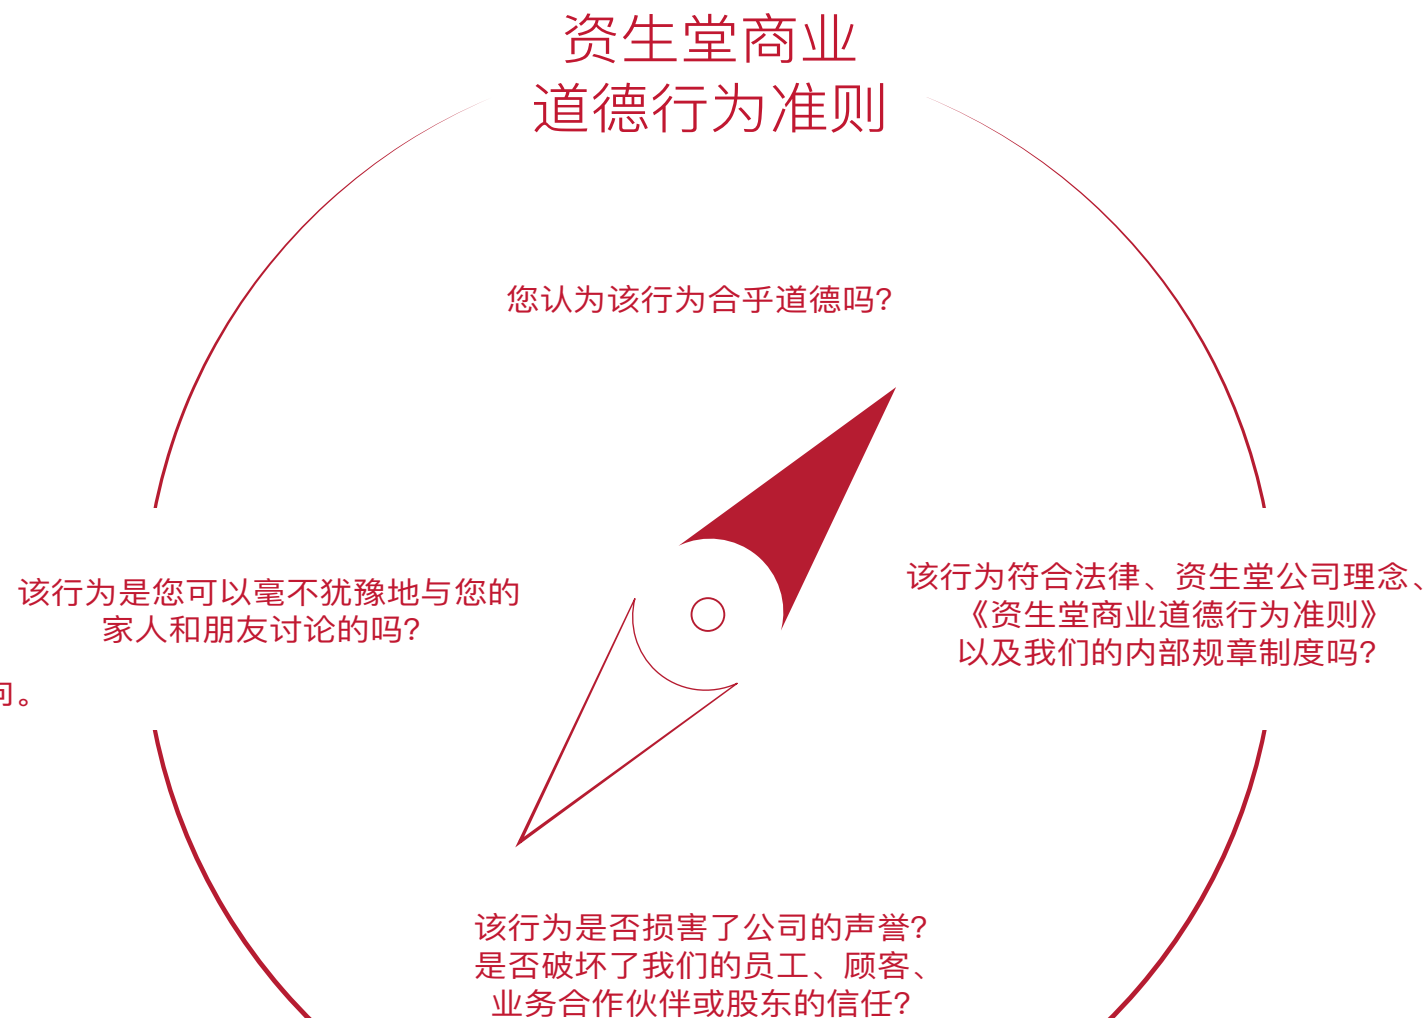 资生堂商业
道德行为准则
您认为该行为合乎道德吗?
该行为符合法律、资生堂公司理念、
《资生堂商业道德行为准则》
以及我们的内部规章制度吗?
该行为是您可以毫不犹豫地与您的
家人和朋友讨论的吗?
该行为是否损害了公司的声誉?
是否破坏了我们的员工、顾客、
业务合作伙伴或股东的信任?